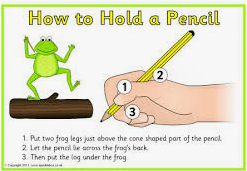 How to Hold a Pencil
1
2
3
1. Put two frog legs just above the cone shaped part of the pencil.
2. Let the pencil lie across the frog's back.
3. Then put the log under the frog.